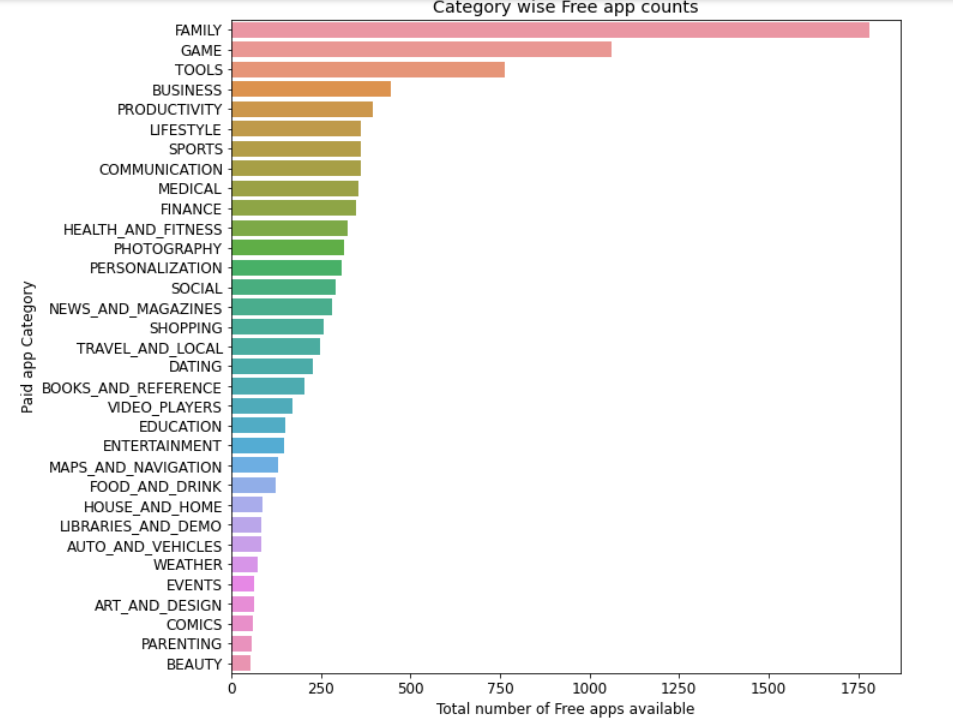 Category wise Free app counts
FAMILY
GAME
TOOLS
BUSINESS
PRODUCTIVITY
LIFESTYLE
SPORTS
COMMUNICATION
MEDICAL
FINANCE
HEALTH_AND_FITNESS
PHOTOGRAPHY
PERSONALIZATION
SOCIAL
NEWS_AND_MAGAZINES
SHOPPING
TRAVEL_AND_LOCAL
DATING
BOOKS_AND_REFERENCE
VIDEO_PLAYERS
EDUCATION
ENTERTAINMENT
MAPS_AND_NAVIGATION
FOOD_AND_DRINK
HOUSE_AND_HOME
LIBRARIES_AND_DEMO
AUTO_AND_VEHICLES
WEATHER
EVENTS
ART_AND_DESIGN
COMICS
PARENTING
BEAUTY
Paid app Category
0 250 500 750 1000 1250 1500 1750
Total number of Free apps available